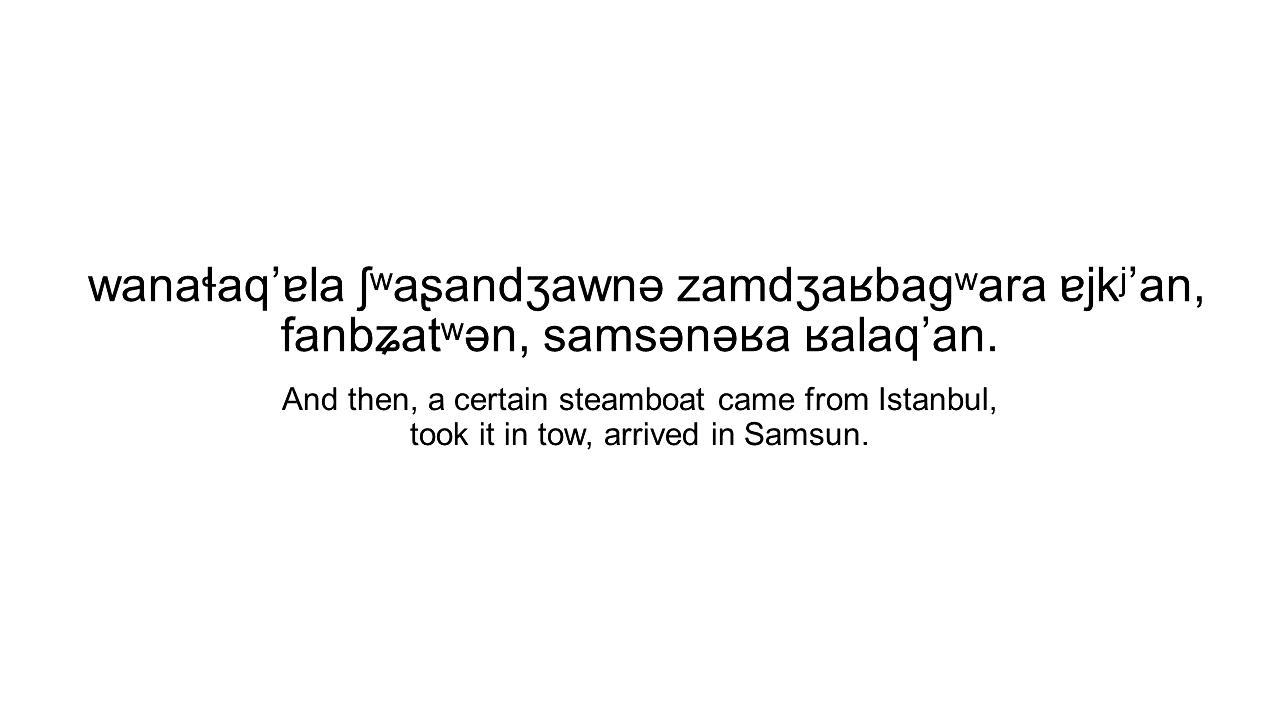 wanaɬaq’ɐla ʃʷaʂandʒawnə zamdʒaʁbagʷara ɐjkʲ’an,
fanbʑatʷən, samsənəʁa ʁalaq’an.
And then, a certain steamboat came from Istanbul,
took it in tow, arrived in Samsun.